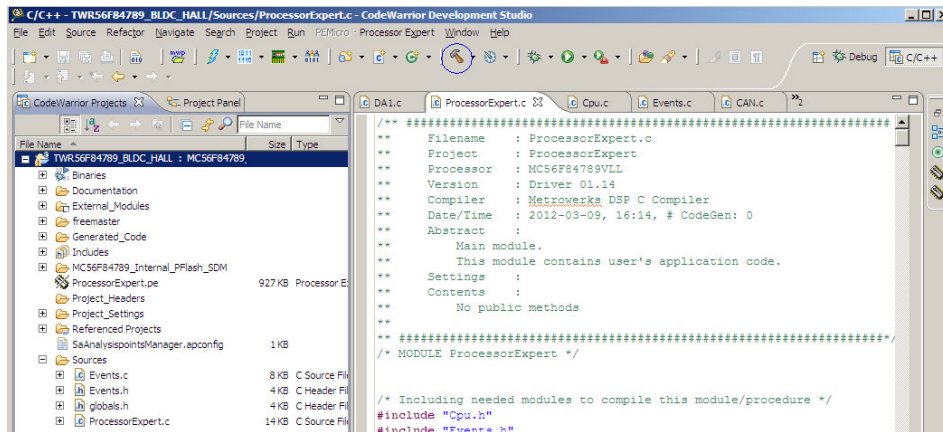 C/C++ - TWR56F84789_BLDC_HALL/Sources/ProcessorExpert.c - CodeWarrior Development Studio
File Edit Source Refactor Navigate Search Project Run PEMicro Processor Expert Window Help
Debug C/C++
CodeWarrior Projects Project Panel
DA1.c ProcessorExpert.c Cpu.c Events.c CAN.c »2
File Name
File Name Size Type
TWR56F84789_BLDC_HALL : MC56F84789_
Binaries
Documentation
External_Modules
freemaster
Generated_Code
Includes
MC56F84789_Internal_PFlash_SDM
ProcessorExpert.pe 927 KB Processor E
Project_Headers
Project_Settings
Referenced Projects
SaAnalysispointsManager.apconfig 1 KB
Sources
Events.c 8 KB C Source File
Events.h 4 KB C Header Fil
globals.h 4 KB C Header Fil
ProcessorExpert.c 14 KB C Source File
/** ###################################################################
** Filename : ProcessorExpert.c
** Project : ProcessorExpert
** Processor : MC56F84789VLL
** Version : Driver 01.14
** Compiler : Metrowerks DSP C Compiler
** Date/Time : 2012-03-09, 16:14, # CodeGen: 0
** Abstract :
** Main module.
** This module contains user's application code.
** Settings :
** Contents :
** No public methods
**
** ###################################################################*/
/* MODULE ProcessorExpert */
/* Including needed modules to compile this module/procedure */
#include "Cpu.h"
#include "Events.h"